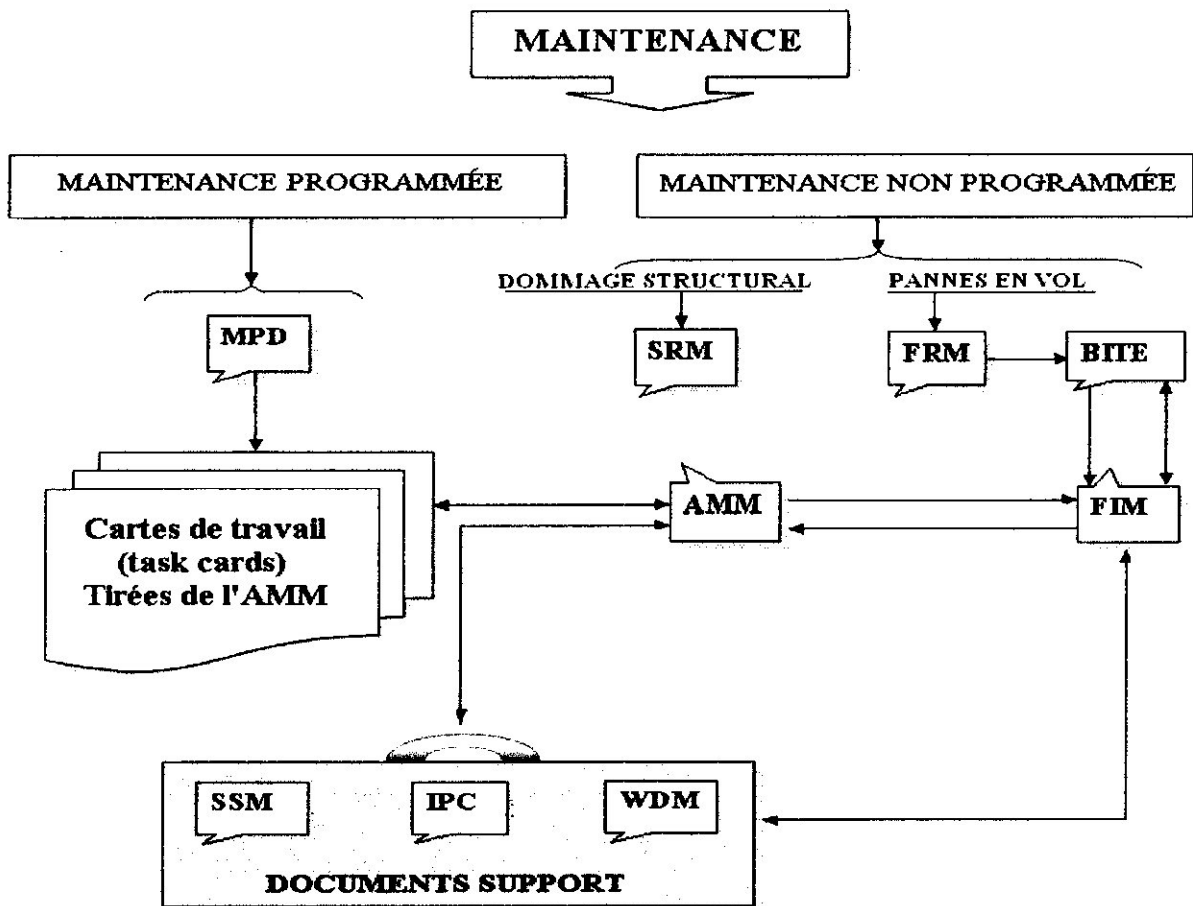 MAINTENANCE
MAINTENANCE PROGRAMMÉE
MAINTENANCE NON PROGRAMMÉE
DOMMAGE STRUCTURAL
PANNES EN VOL
MPD
SRM
FRM
BITE
Cartes de travail
(task cards)
Tirées de l'AMM
AMM
FIM
SSM
IPC
WDM
DOCUMENTS SUPPORT